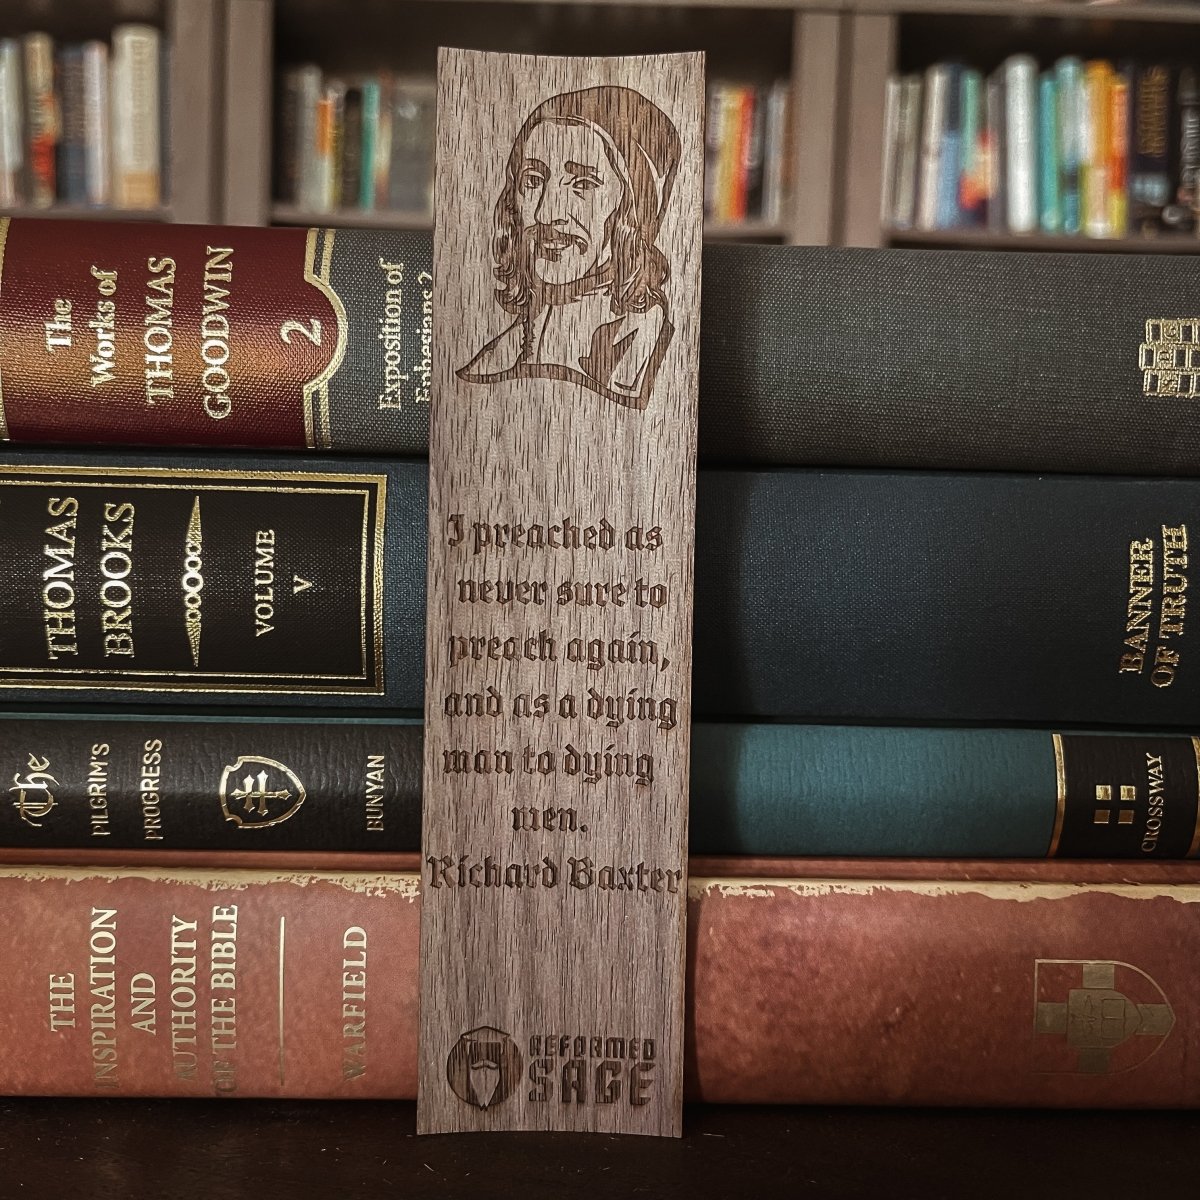 The
Works of
THOMAS
GOODWIN
2
Exposition of
Ephesians 2
THOMAS
BROOKS
VOLUME
V
BANNER
OF TRUTH
The
PILGRIM'S
PROGRESS
BUNYAN
CROSSWAY
THE
INSPIRATION
AND
AUTHORITY
OF THE BIBLE
WARFIELD
I preached as
never sure to
preach again,
and as a dying
man to dying
men.
Richard Baxter
REFORMED
SAGE